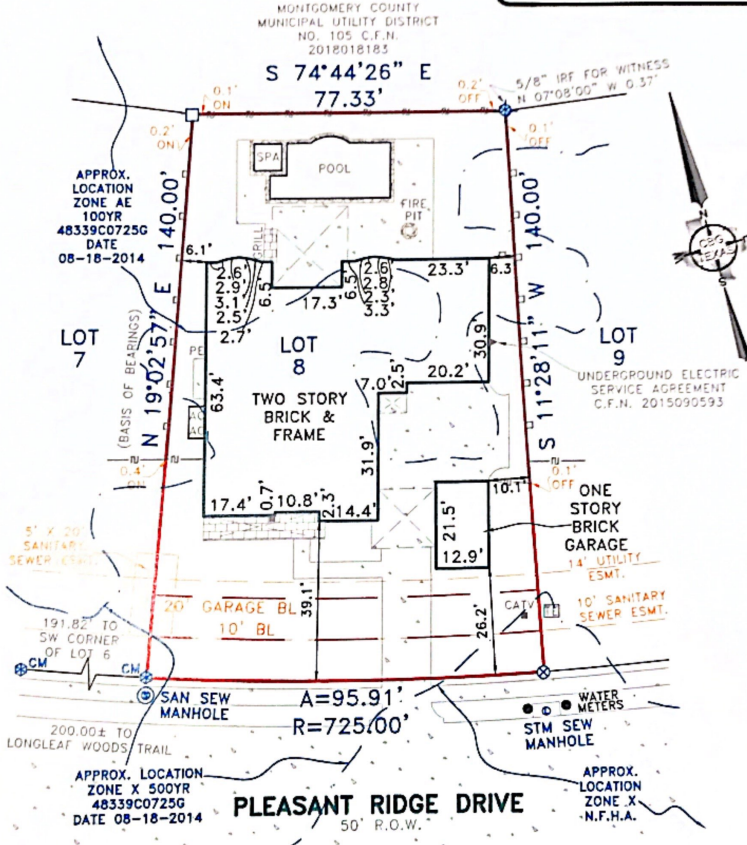 MONTGOMERY COUNTY
MUNICIPAL UTILITY DISTRICT
NO. 105 C.F.N.
2018018183
S 74°44'26" E
77.33'
0.1'
ON
0.2'
OFF
5/8" IRF FOR WITNESS
N 07°08'00" W 0.37'
0.2'
ON
0.1'
OFF
SPA
POOL
APPROX.
LOCATION
ZONE AE
100YR
48339C0725G
DATE
08-18-2014
N 19°02'57" E 140.00'
(BASIS OF BEARINGS)
S 11°28'11" W 140.00'
FIRE
PIT
GRILL
N
CBG
TEXAS
S
6.1'
2.6'
2.9'
3.1'
2.5'
2.7'
6.5'
17.3'
6.5'
2.6'
2.8'
2.3'
3.3'
23.3'
6.3'
LOT
7
LOT
8
LOT
9
PE
30.9'
UNDERGROUND ELECTRIC
SERVICE AGREEMENT
C.F.N. 2015090593
63.4'
TWO STORY
BRICK &
FRAME
7.0'
2.5'
20.2'
AC
AC
31.9'
0.4'
ON
0.1'
OFF
17.4'
0.7'
10.8'
2.3'
14.4'
10.1'
21.5'
12.9'
ONE
STORY
BRICK
GARAGE
5' X 20'
SANITARY
SEWER ESMT.
14' UTILITY
ESMT.
20' GARAGE BL
10' BL
39.1'
26.2'
CATV
10' SANITARY
SEWER ESMT.
191.82' TO
SW CORNER
OF LOT 6
CM
CM
SAN SEW
MANHOLE
A=95.91'
R=725.00'
WATER
METERS
STM SEW
MANHOLE
200.00± TO
LONGLEAF WOODS TRAIL
APPROX. LOCATION
ZONE X 500YR
48339C0725G
DATE 08-18-2014
PLEASANT RIDGE DRIVE
50' R.O.W.
APPROX.
LOCATION
ZONE X
N.F.H.A.